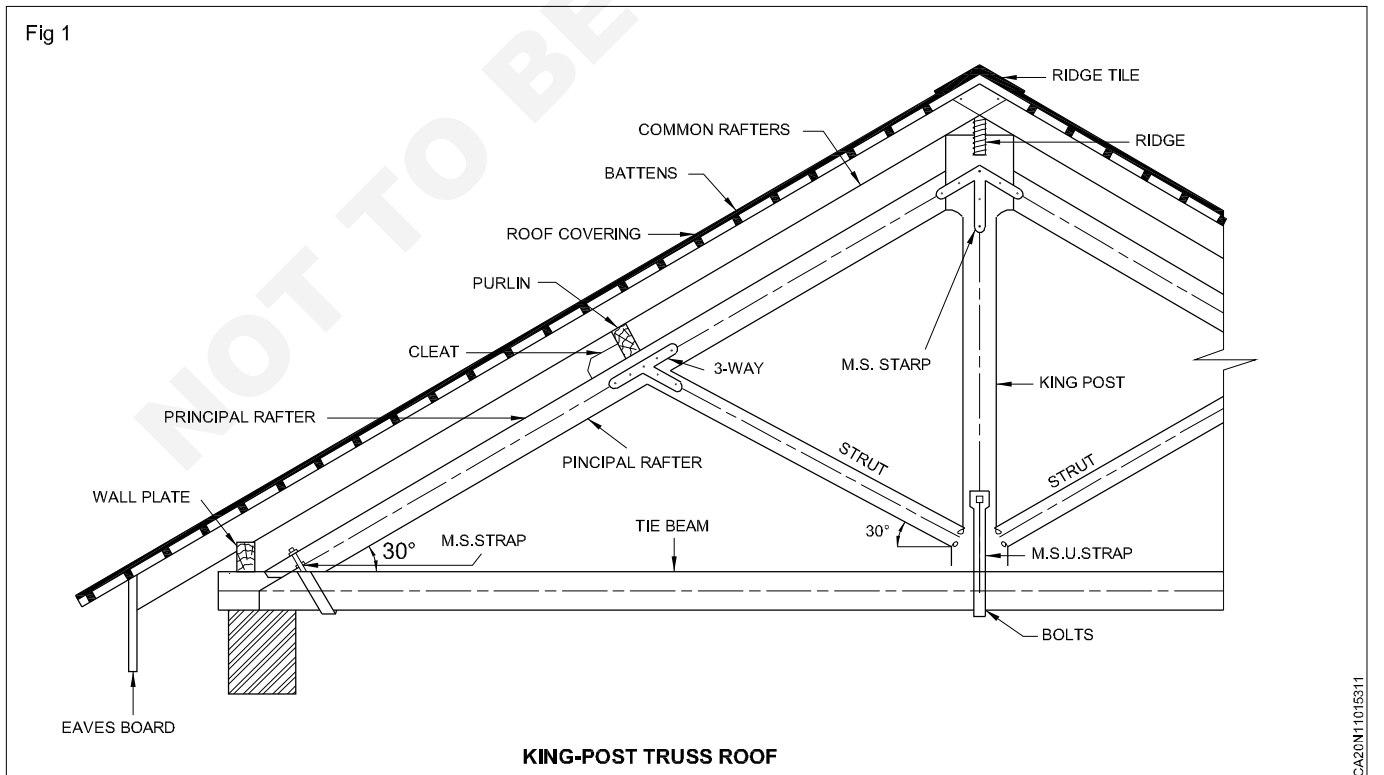 Fig 1
RIDGE TILE
COMMON RAFTERS
RIDGE
BATTENS
ROOF COVERING
PURLIN
CLEAT
3-WAY
M.S. STARP
KING POST
PRINCIPAL RAFTER
PINCIPAL RAFTER
STRUT
STRUT
WALL PLATE
TIE BEAM
30°
30°
M.S.STRAP
M.S.U.STRAP
BOLTS
EAVES BOARD
KING-POST TRUSS ROOF
CA20N11015311
NOT TO BE